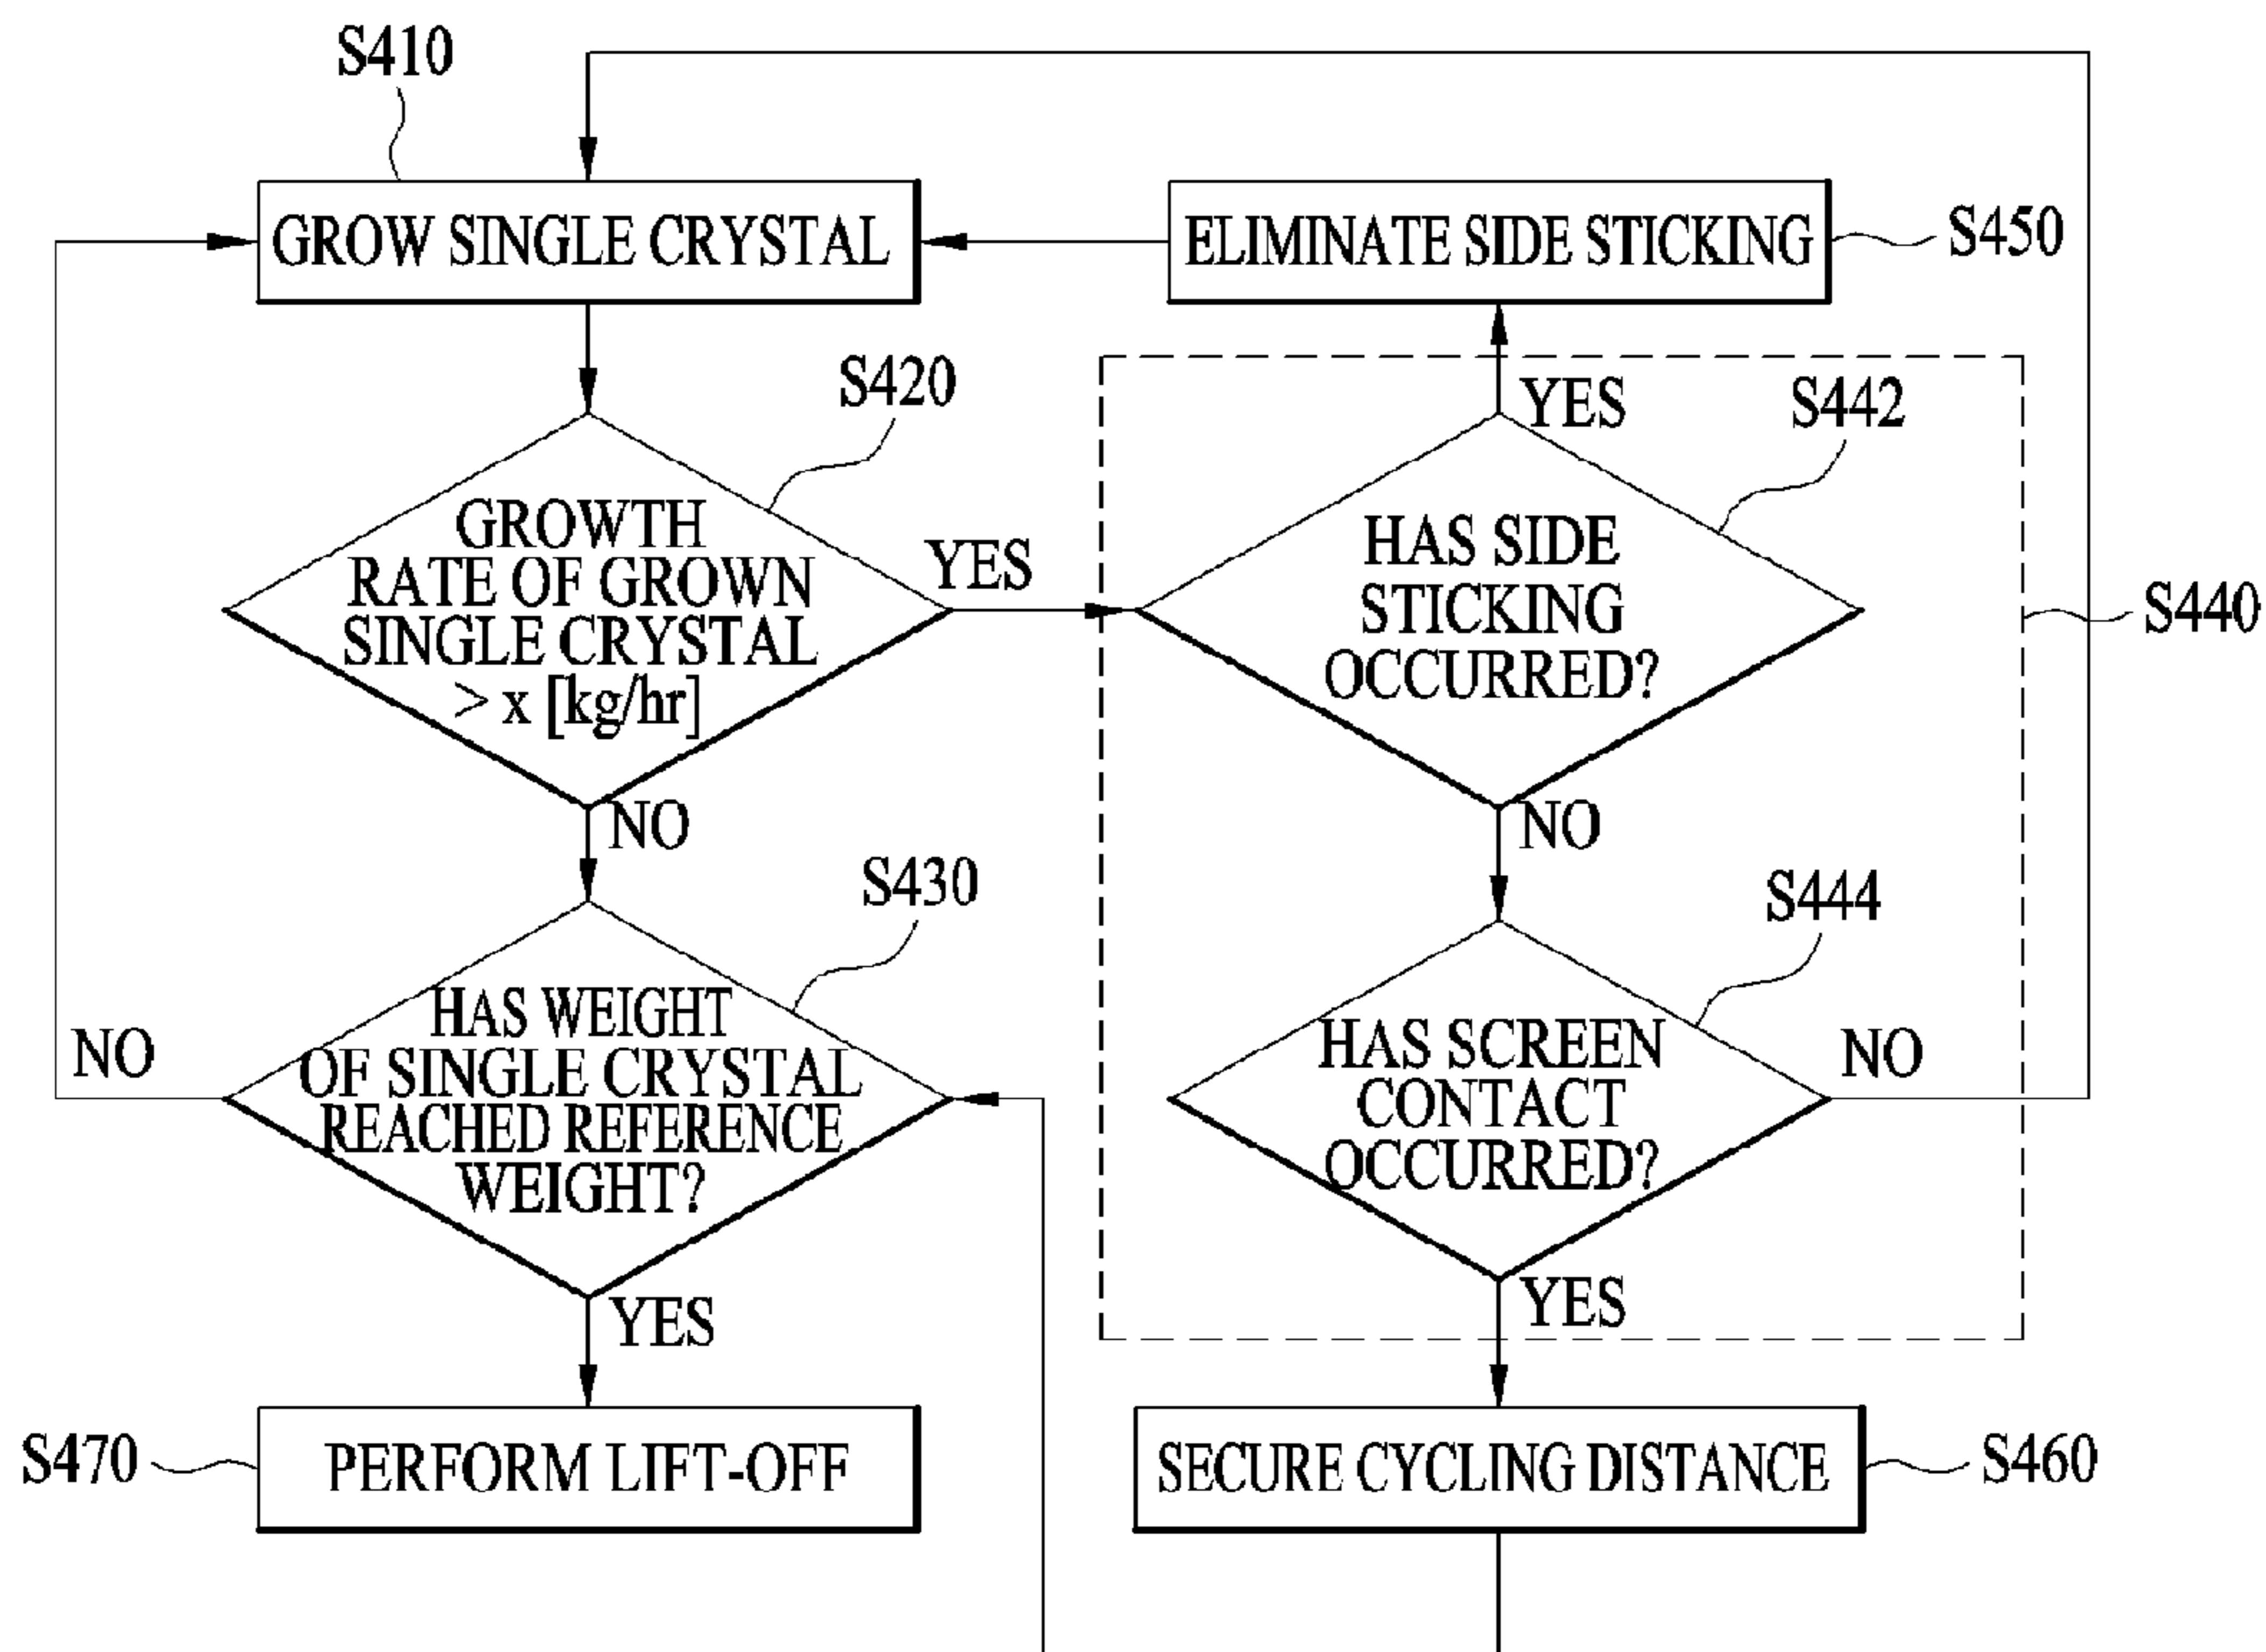 S410
GROW SINGLE CRYSTAL
ELIMINATE SIDE STICKING
S450
S420
GROWTH
RATE OF GROWN
SINGLE CRYSTAL
> x [kg/hr]
YES
NO
YES
S442
HAS SIDE
STICKING
OCCURRED?
S440
NO
S430
HAS WEIGHT
OF SINGLE CRYSTAL
REACHED REFERENCE
WEIGHT?
NO
YES
S444
HAS SCREEN
CONTACT
OCCURRED?
NO
YES
S470
PERFORM LIFT-OFF
SECURE CYCLING DISTANCE
S460